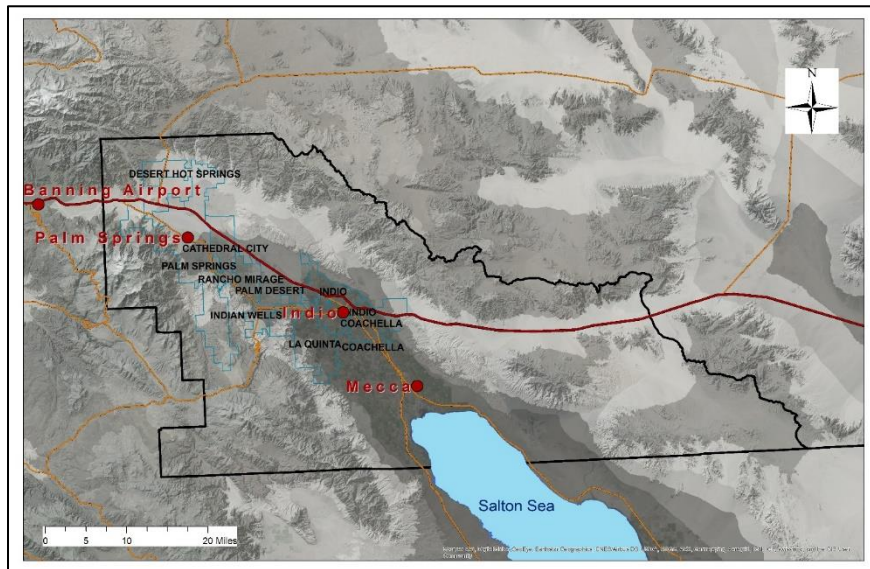 N
DESERT HOT SPRINGS
Banning Airport
Palm Springs
CATHEDRAL CITY
PALM SPRINGS
RANCHO MIRAGE
PALM DESERT
INDIO
INDIAN WELLS
Indio
INDIO
COACHELLA
LA QUINTA
COACHELLA
Mecca
Salton Sea
0 5 10 20 Miles